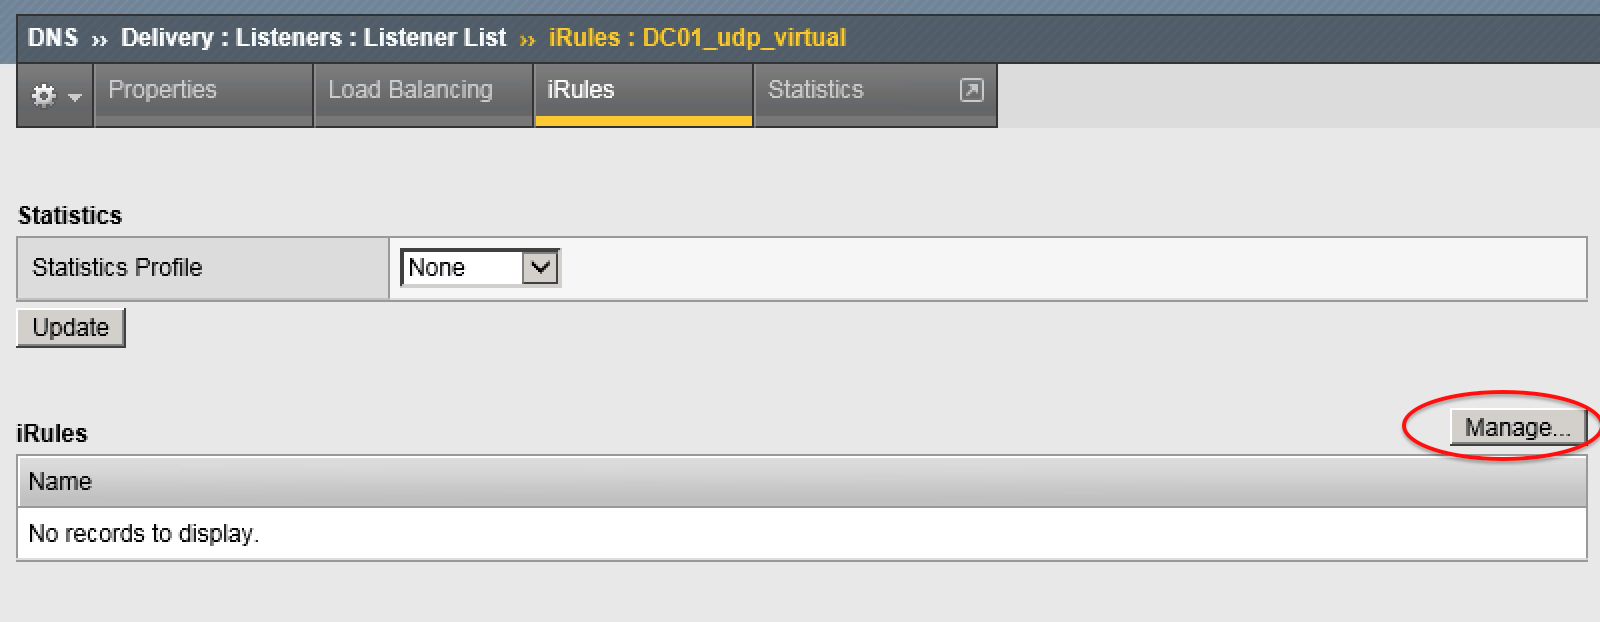 DNS ›› Delivery : Listeners : Listener List ›› iRules : DC01_udp_virtual
Properties Load Balancing iRules Statistics
Statistics
Statistics Profile None
Update
iRules Manage...
Name
No records to display.